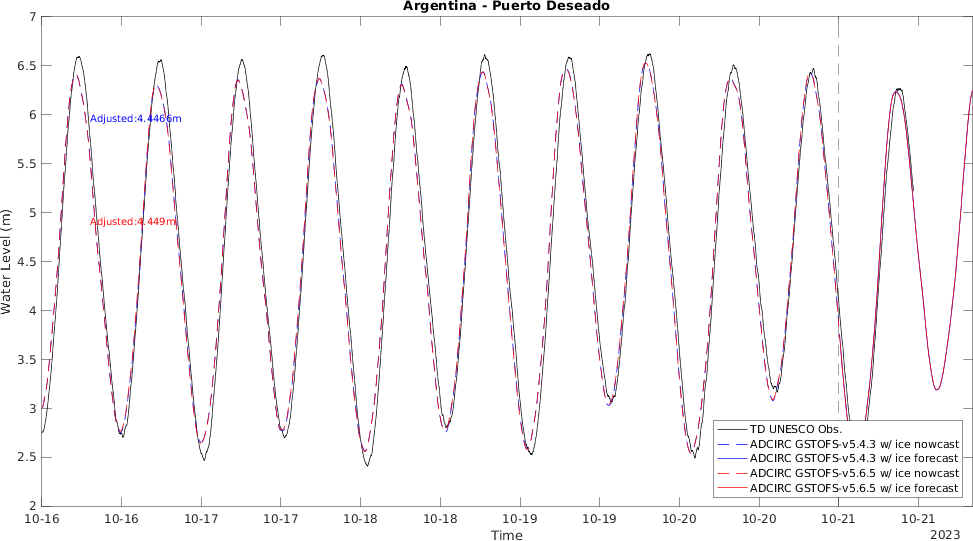 Argentina - Puerto Deseado
7
6.5
6
5.5
5
4.5
4
3.5
3
2.5
2
Water Level (m)
Adjusted:4.4466m
Adjusted:4.449m
TD UNESCO Obs.
ADCIRC GSTOFS-v5.4.3 w/ ice nowcast
ADCIRC GSTOFS-v5.4.3 w/ ice forecast
ADCIRC GSTOFS-v5.6.5 w/ ice nowcast
ADCIRC GSTOFS-v5.6.5 w/ ice forecast
10-16 10-16 10-17 10-17 10-18 10-18 10-19 10-19 10-20 10-20 10-21 10-21
Time
2023